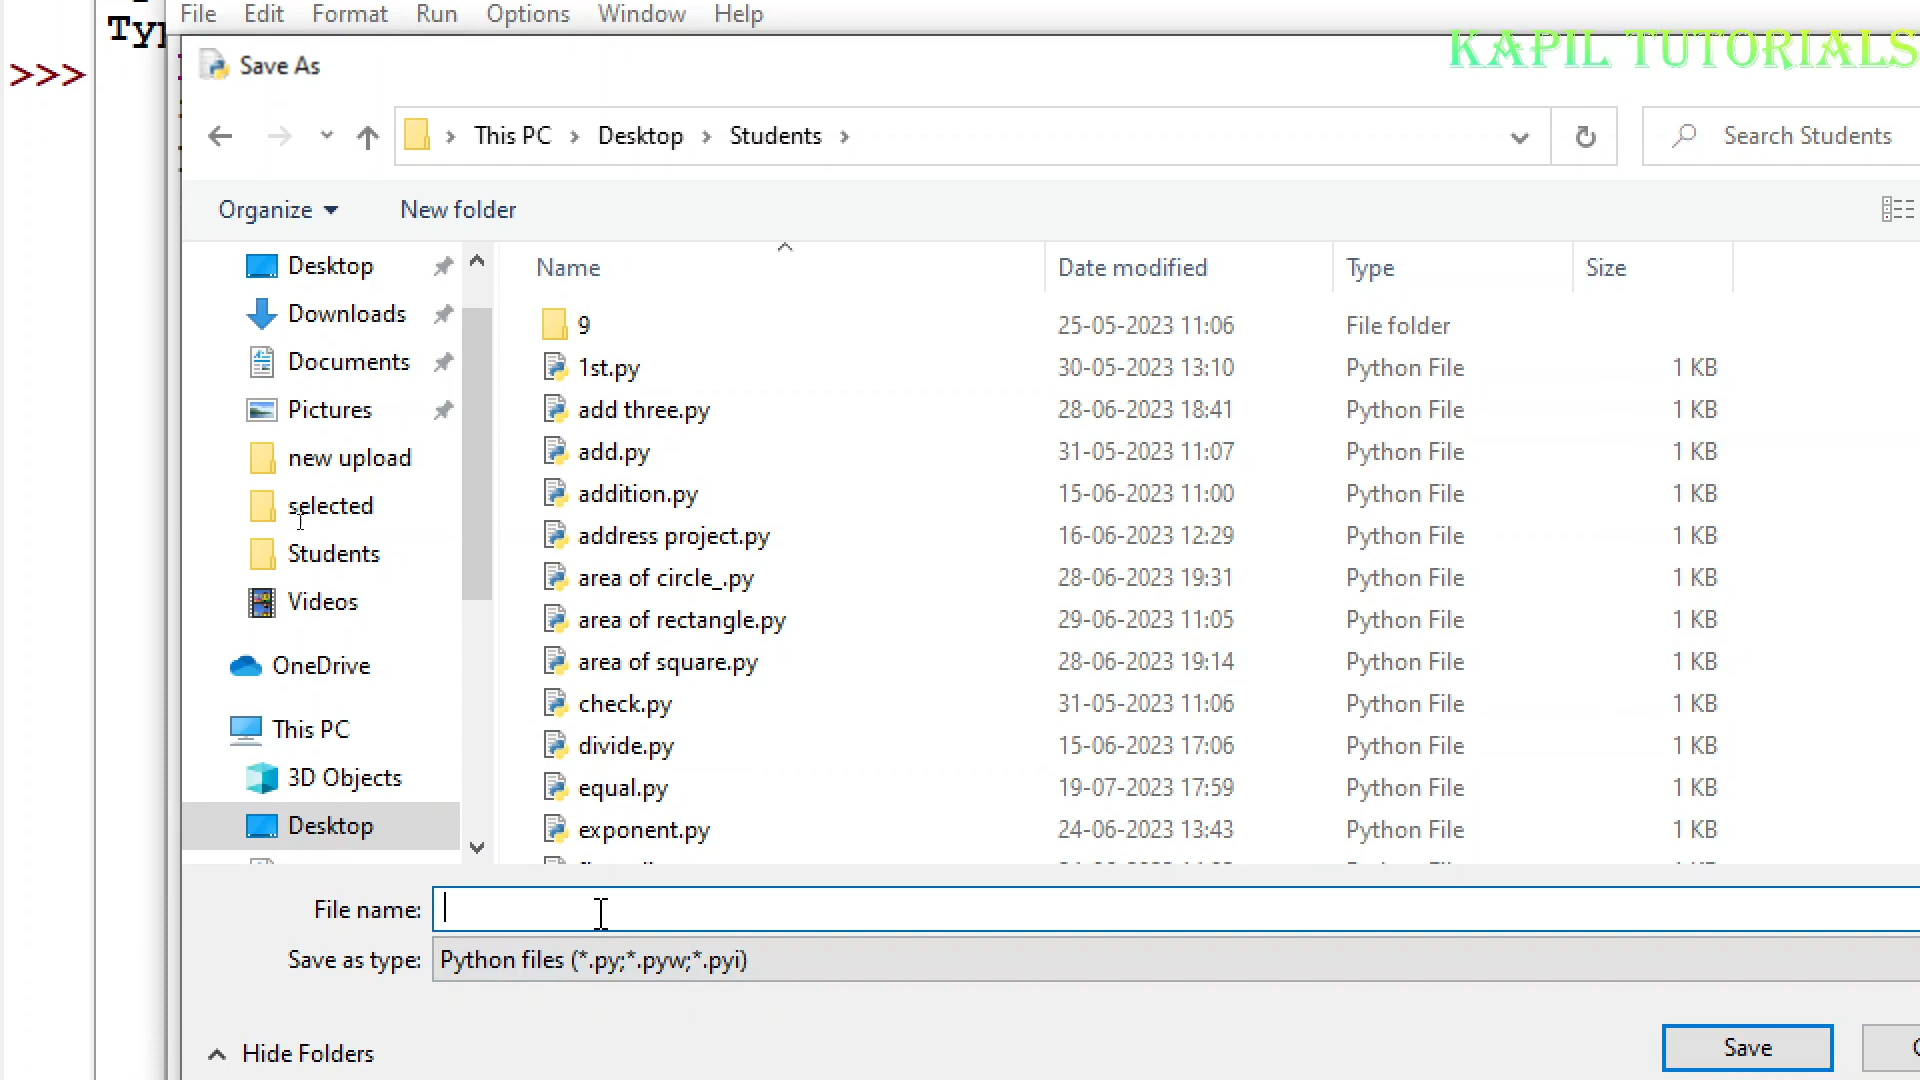 File Edit Format Run Options Window Help
Typ
KAPIL TUTORIALS
>>>
Save As
This PC > Desktop > Students >
Search Students
Organize New folder
Name Date modified Type Size
Desktop
Downloads
Documents
Pictures
new upload
selected
Students
Videos
OneDrive
This PC
3D Objects
Desktop
9 25-05-2023 11:06 File folder
1st.py 30-05-2023 13:10 Python File 1 KB
add three.py 28-06-2023 18:41 Python File 1 KB
add.py 31-05-2023 11:07 Python File 1 KB
addition.py 15-06-2023 11:00 Python File 1 KB
address project.py 16-06-2023 12:29 Python File 1 KB
area of circle_.py 28-06-2023 19:31 Python File 1 KB
area of rectangle.py 29-06-2023 11:05 Python File 1 KB
area of square.py 28-06-2023 19:14 Python File 1 KB
check.py 31-05-2023 11:06 Python File 1 KB
divide.py 15-06-2023 17:06 Python File 1 KB
equal.py 19-07-2023 17:59 Python File 1 KB
exponent.py 24-06-2023 13:43 Python File 1 KB
File name:
Save as type: Python files (*.py;*.pyw;*.pyi)
Hide Folders
Save